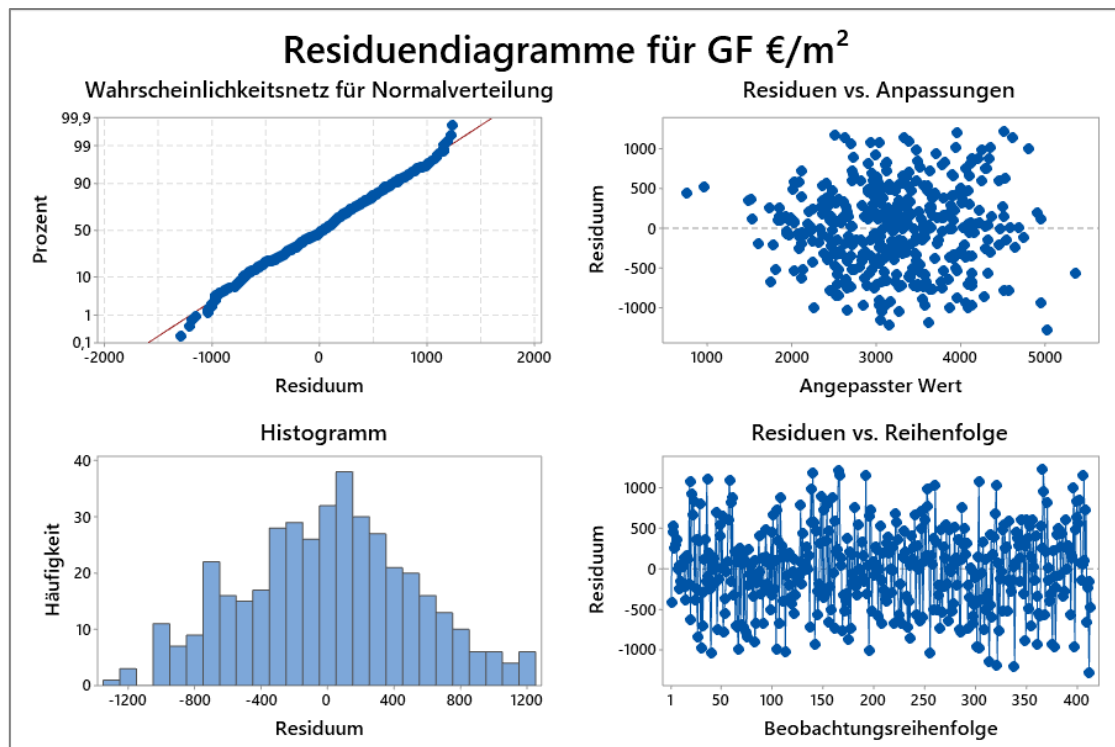 Residuendiagramme für GF €/m²
Wahrscheinlichkeitsnetz für Normalverteilung
99,9
99
90
50
10
1
0,1
Prozent
-2000 -1000 0 1000 2000
Residuum
Residuen vs. Anpassungen
1000
500
0
-500
-1000
Residuum
1000 2000 3000 4000 5000
Angepasster Wert
Histogramm
40
30
20
10
0
Häufigkeit
-1200 -800 -400 0 400 800 1200
Residuum
Residuen vs. Reihenfolge
1000
500
0
-500
-1000
Residuum
1 50 100 150 200 250 300 350 400
Beobachtungsreihenfolge